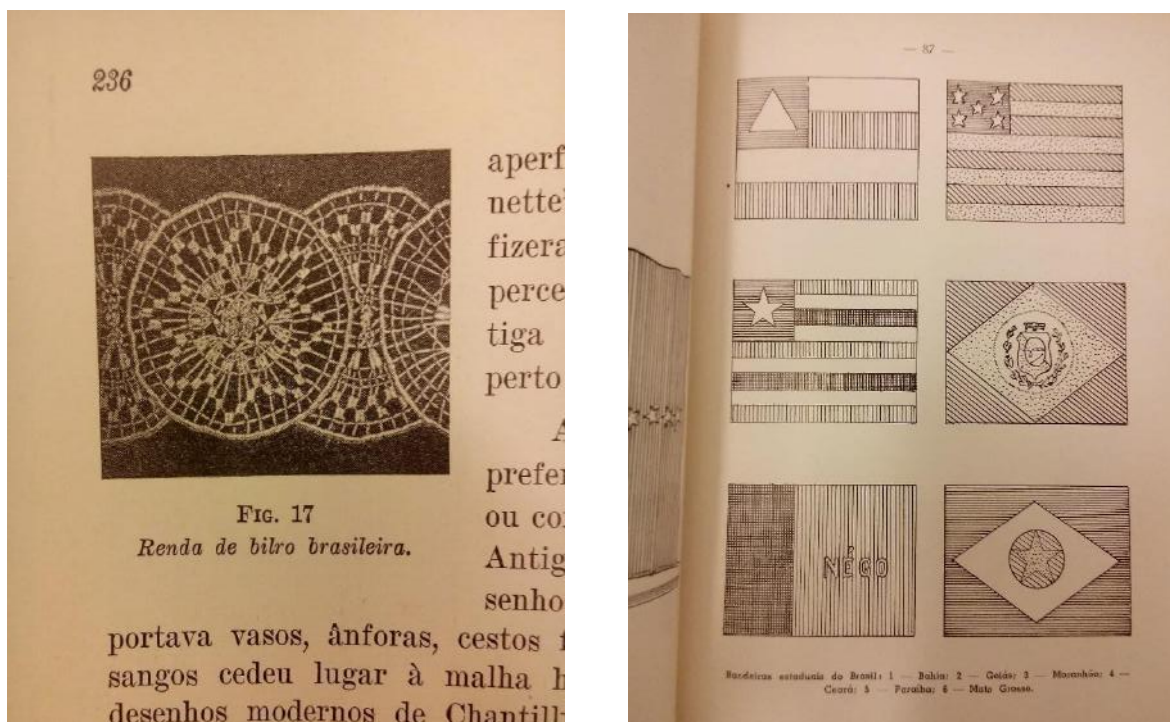 236
aperf
nette
fizera
perce
tiga
perto
A
prefer
ou co
Antig
senho
FIG. 17
Renda de bilro brasileira.
portava vasos, ânforas, cestos
sangos cedeu lugar à malha h
desenhos modernos de Chantill
— 87 —
NÉGO
Bandeiras estaduais do Brasil: 1 — Bahia; 2 — Goiás; 3 — Maranhão; 4 —
Ceará; 5 — Paraíba; 6 — Mato Grosso.